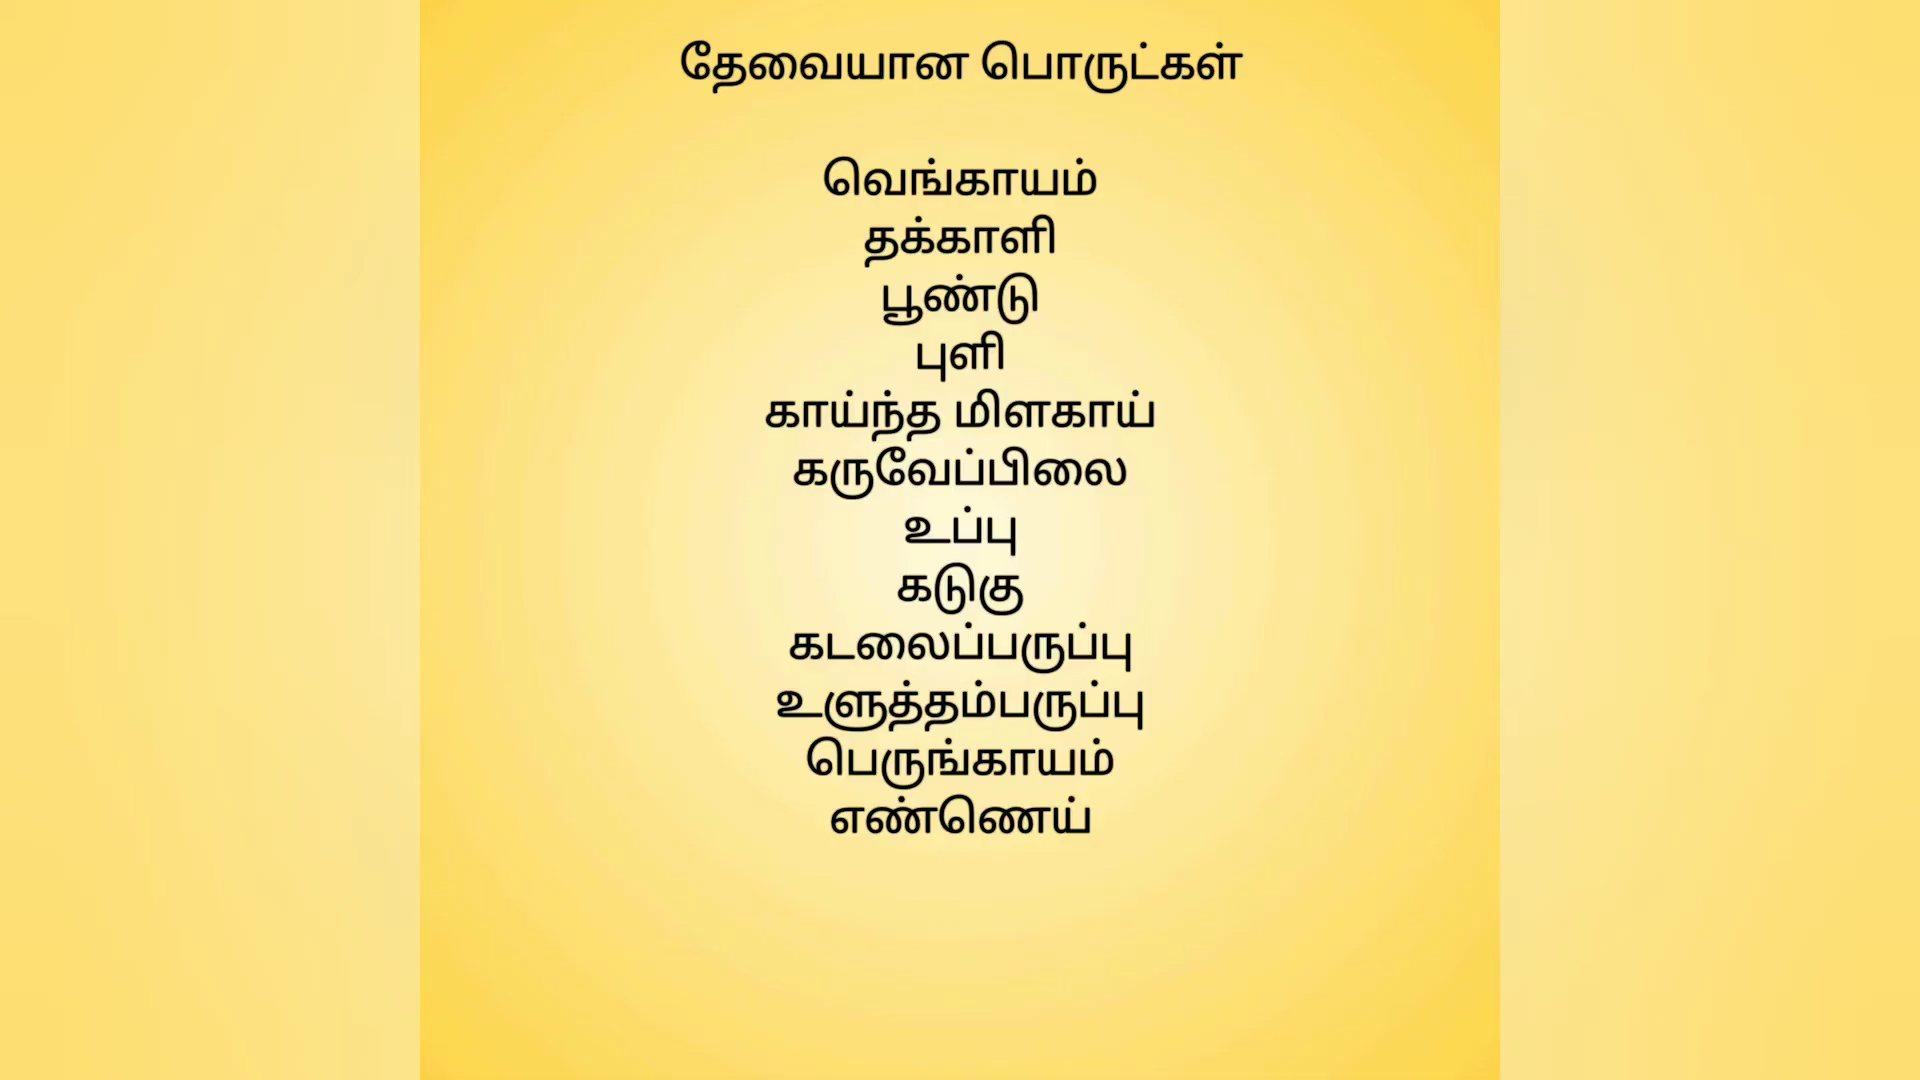 தேவையான பொருட்கள்
வெங்காயம்
தக்காளி
பூண்டு
புளி
காய்ந்த மிளகாய்
கருவேப்பிலை
உப்பு
கடுகு
கடலைப்பருப்பு
உளுத்தம்பருப்பு
பெருங்காயம்
எண்ணெய்